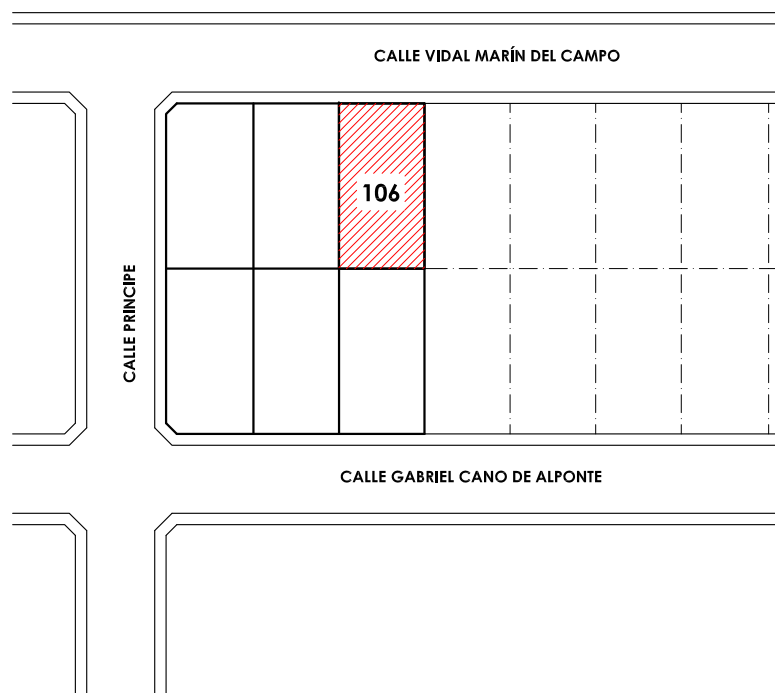 CALLE VIDAL MARÍN DEL CAMPO
106
CALLE PRINCIPE
CALLE GABRIEL CANO DE ALPONTE